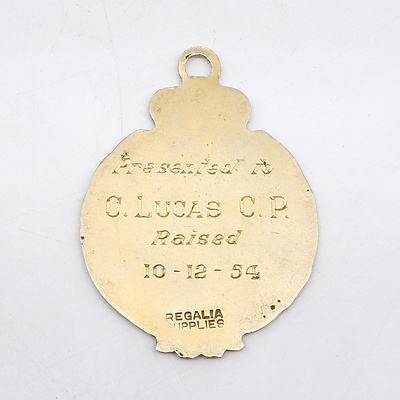 Presented to
C. LUCAS C.P.
Raised
10-12-54
REGALIA
SUPPLIES